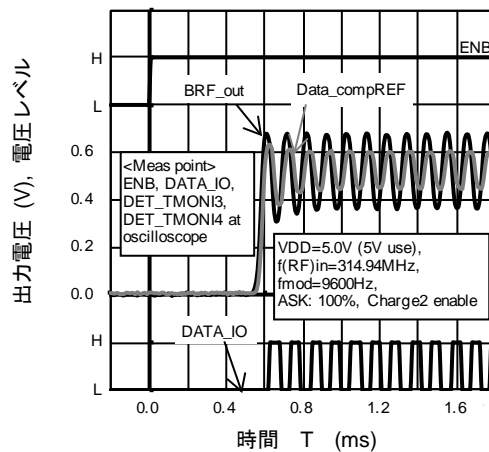 出力電圧 (V), 電圧レベル
H
L
0.6
0.4
0.2
0.0
H
L
ENB
BRF_out
Data_compREF
<Meas point>
ENB, DATA_IO,
DET_TMONI3,
DET_TMONI4 at
oscilloscope
VDD=5.0V (5V use),
f(RF)in=314.94MHz,
fmod=9600Hz,
ASK: 100%, Charge2 enable
DATA_IO
0.0
0.4
0.8
1.2
1.6
時間 T (ms)